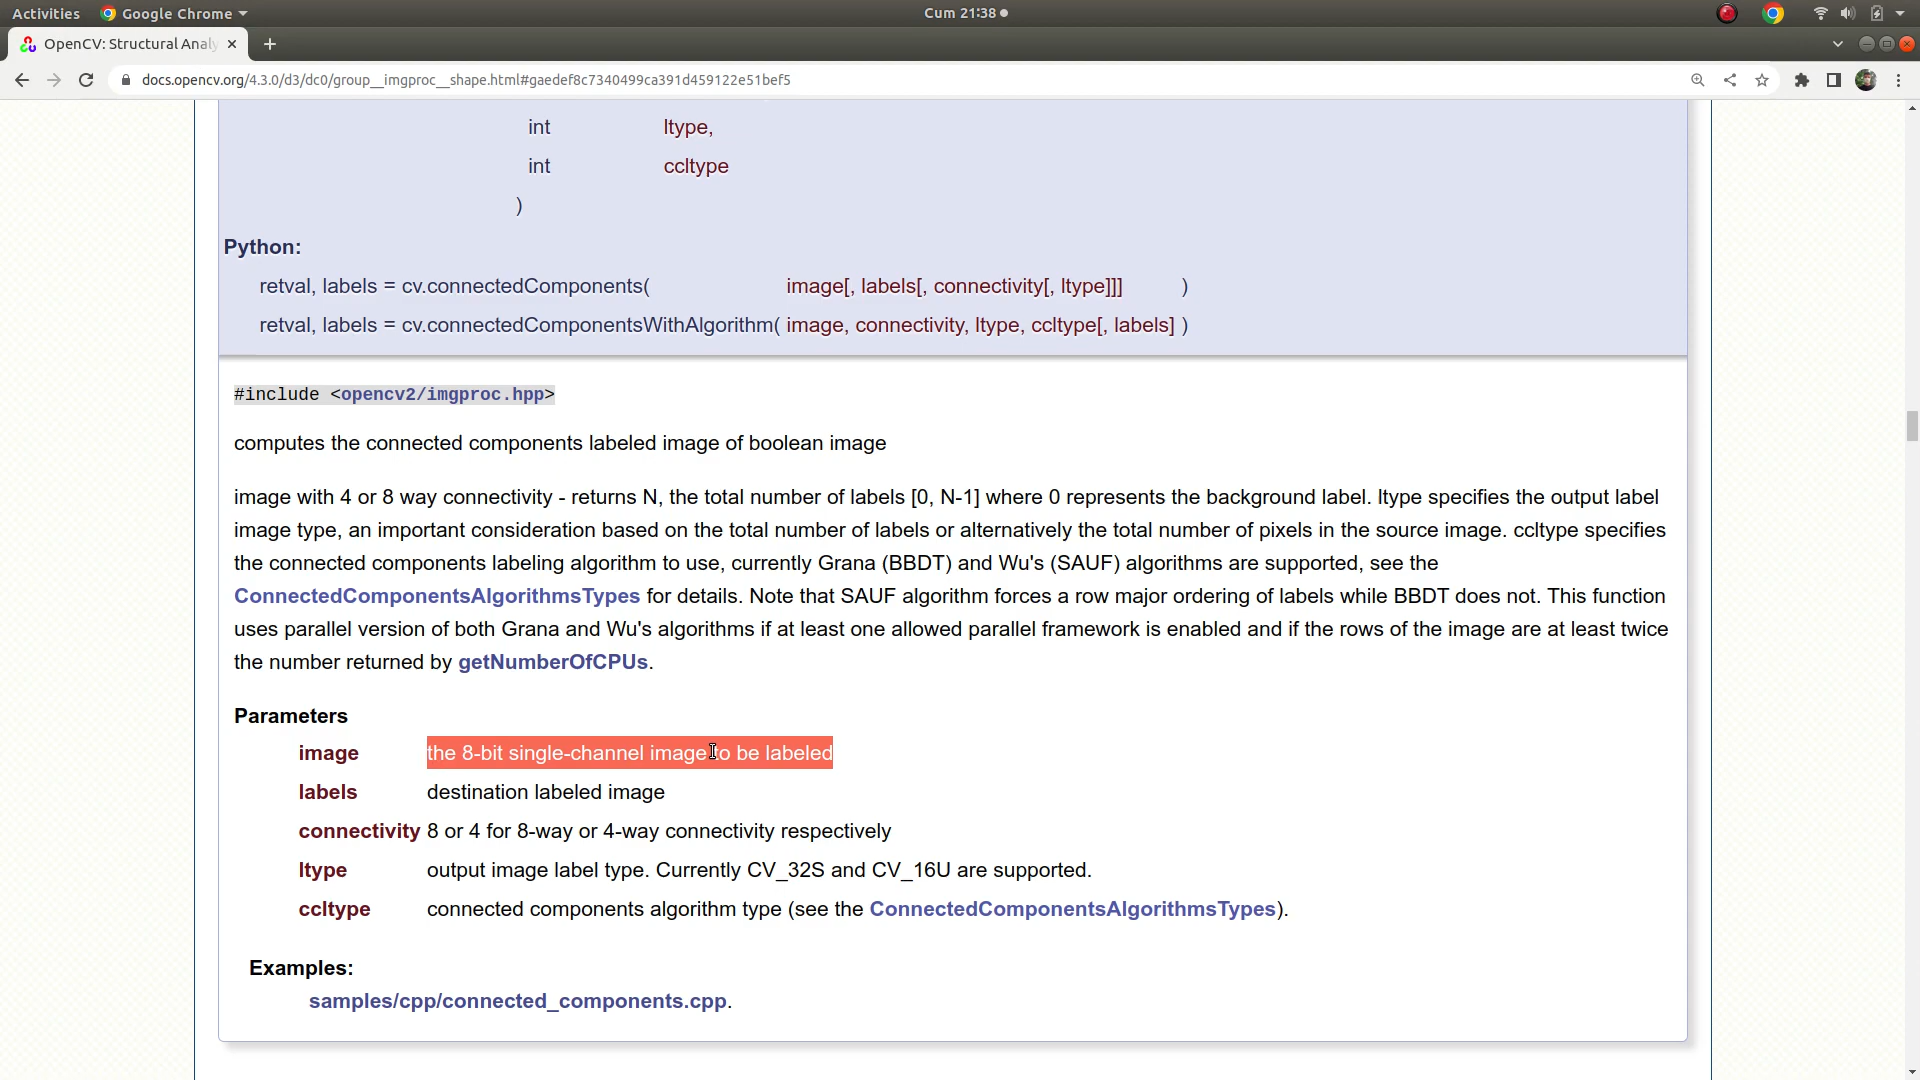 Activities Google Chrome Cum 21:38
OpenCV: Structural Analy
docs.opencv.org/4.3.0/d3/dc0/group__imgproc__shape.html#gaedef8c7340499ca391d459122e51bef5
int ltype,
int ccltype
)
Python:
retval, labels = cv.connectedComponents( image[, labels[, connectivity[, ltype]]] )
retval, labels = cv.connectedComponentsWithAlgorithm( image, connectivity, ltype, ccltype[, labels] )
#include <opencv2/imgproc.hpp>
computes the connected components labeled image of boolean image
image with 4 or 8 way connectivity - returns N, the total number of labels [0, N-1] where 0 represents the background label. ltype specifies the output label
image type, an important consideration based on the total number of labels or alternatively the total number of pixels in the source image. ccltype specifies
the connected components labeling algorithm to use, currently Grana (BBDT) and Wu's (SAUF) algorithms are supported, see the
ConnectedComponentsAlgorithmsTypes for details. Note that SAUF algorithm forces a row major ordering of labels while BBDT does not. This function
uses parallel version of both Grana and Wu's algorithms if at least one allowed parallel framework is enabled and if the rows of the image are at least twice
the number returned by getNumberOfCPUs.
Parameters
image the 8-bit single-channel image to be labeled
labels destination labeled image
connectivity 8 or 4 for 8-way or 4-way connectivity respectively
ltype output image label type. Currently CV_32S and CV_16U are supported.
ccltype connected components algorithm type (see the ConnectedComponentsAlgorithmsTypes).
Examples:
samples/cpp/connected_components.cpp.